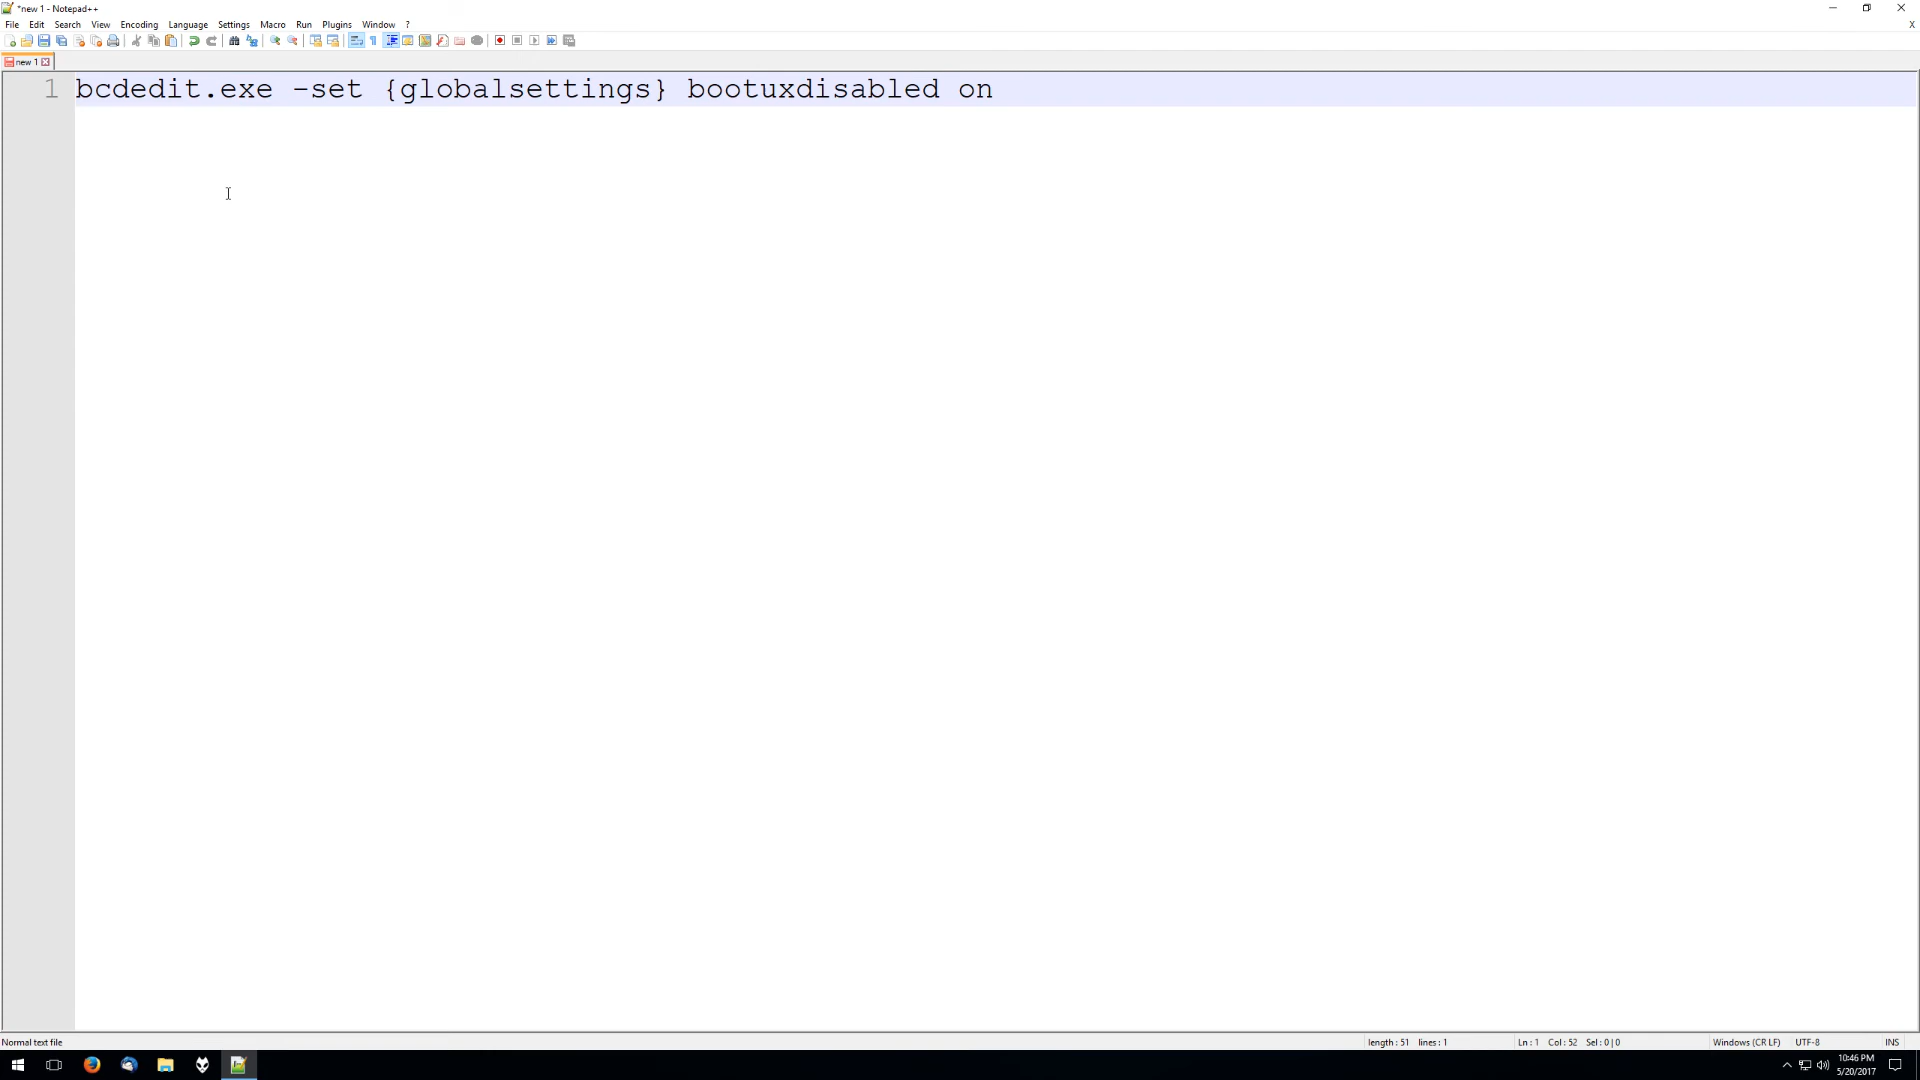 *new 1 - Notepad++
File Edit Search View Encoding Language Settings Macro Run Plugins Window ?
X
new 1
1 bcdedit.exe -set {globalsettings} bootuxdisabled on
Normal text file length : 51 lines : 1 Ln : 1 Col : 52 Sel : 0 | 0 Windows (CR LF) UTF-8 INS
10:46 PM
5/20/2017